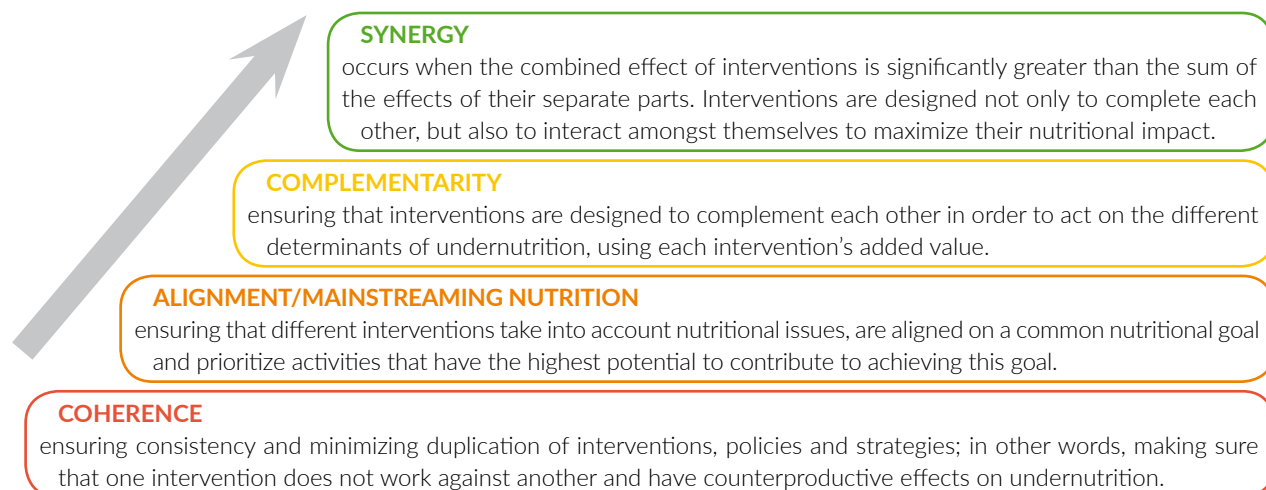 SYNERGY
occurs when the combined effect of interventions is significantly greater than the sum of
the effects of their separate parts. Interventions are designed not only to complete each
other, but also to interact amongst themselves to maximize their nutritional impact.
COMPLEMENTARITY
ensuring that interventions are designed to complement each other in order to act on the different
determinants of undernutrition, using each intervention’s added value.
ALIGNMENT/MAINSTREAMING NUTRITION
ensuring that different interventions take into account nutritional issues, are aligned on a common nutritional goal
and prioritize activities that have the highest potential to contribute to achieving this goal.
COHERENCE
ensuring consistency and minimizing duplication of interventions, policies and strategies; in other words, making sure
that one intervention does not work against another and have counterproductive effects on undernutrition.